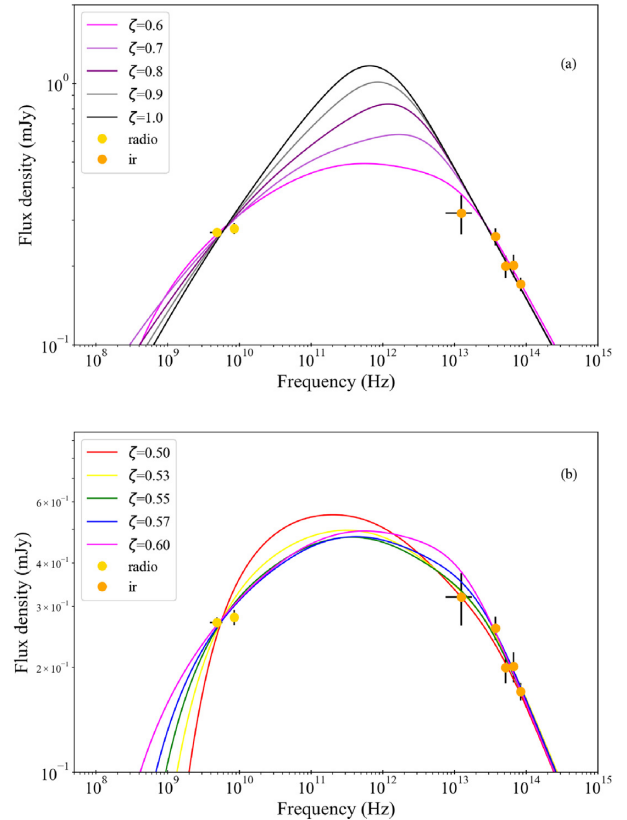 ζ=0.6
ζ=0.7
ζ=0.8
ζ=0.9
ζ=1.0
radio
ir
(a)
10⁰
10⁻¹
Flux density (mJy)
10⁸ 10⁹ 10¹⁰ 10¹¹ 10¹² 10¹³ 10¹⁴ 10¹⁵
Frequency (Hz)
ζ=0.50
ζ=0.53
ζ=0.55
ζ=0.57
ζ=0.60
radio
ir
(b)
6 × 10⁻¹
4 × 10⁻¹
3 × 10⁻¹
2 × 10⁻¹
10⁻¹
Flux density (mJy)
10⁸ 10⁹ 10¹⁰ 10¹¹ 10¹² 10¹³ 10¹⁴ 10¹⁵
Frequency (Hz)